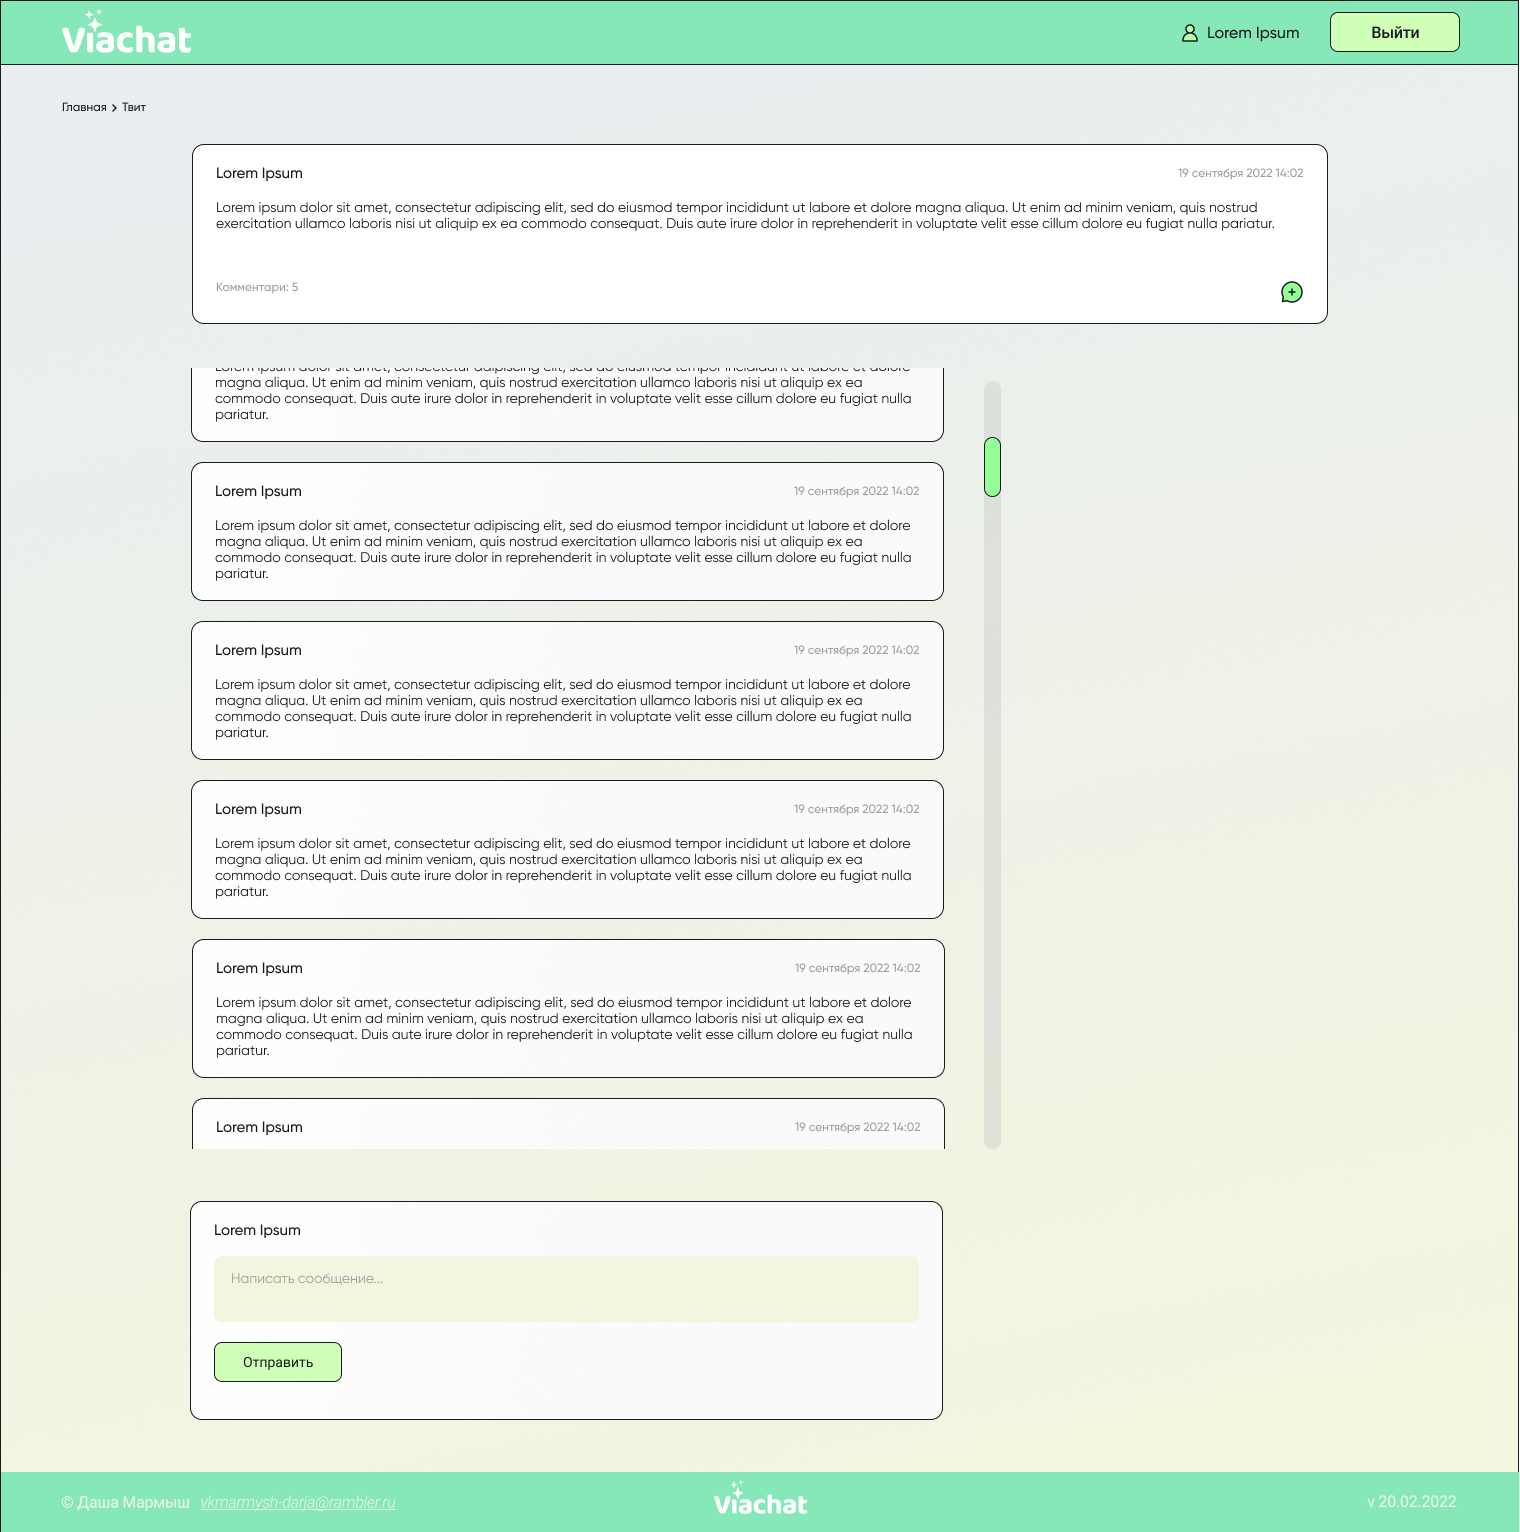 Viachat
Lorem Ipsum
Выйти
Главная > Твит
Lorem Ipsum
19 сентября 2022 14:02
Lorem ipsum dolor sit amet, consectetur adipiscing elit, sed do eiusmod tempor incididunt ut labore et dolore magna aliqua. Ut enim ad minim veniam, quis nostrud
exercitation ullamco laboris nisi ut aliquip ex ea commodo consequat. Duis aute irure dolor in reprehenderit in voluptate velit esse cillum dolore eu fugiat nulla pariatur.
Комментари: 5
Lorem ipsum dolor sit amet, consectetur adipiscing elit, sed do eiusmod tempor incididunt ut labore et dolore
magna aliqua. Ut enim ad minim veniam, quis nostrud exercitation ullamco laboris nisi ut aliquip ex ea
commodo consequat. Duis aute irure dolor in reprehenderit in voluptate velit esse cillum dolore eu fugiat nulla
pariatur.
Lorem Ipsum
19 сентября 2022 14:02
Lorem ipsum dolor sit amet, consectetur adipiscing elit, sed do eiusmod tempor incididunt ut labore et dolore
magna aliqua. Ut enim ad minim veniam, quis nostrud exercitation ullamco laboris nisi ut aliquip ex ea
commodo consequat. Duis aute irure dolor in reprehenderit in voluptate velit esse cillum dolore eu fugiat nulla
pariatur.
Lorem Ipsum
19 сентября 2022 14:02
Lorem ipsum dolor sit amet, consectetur adipiscing elit, sed do eiusmod tempor incididunt ut labore et dolore
magna aliqua. Ut enim ad minim veniam, quis nostrud exercitation ullamco laboris nisi ut aliquip ex ea
commodo consequat. Duis aute irure dolor in reprehenderit in voluptate velit esse cillum dolore eu fugiat nulla
pariatur.
Lorem Ipsum
19 сентября 2022 14:02
Lorem ipsum dolor sit amet, consectetur adipiscing elit, sed do eiusmod tempor incididunt ut labore et dolore
magna aliqua. Ut enim ad minim veniam, quis nostrud exercitation ullamco laboris nisi ut aliquip ex ea
commodo consequat. Duis aute irure dolor in reprehenderit in voluptate velit esse cillum dolore eu fugiat nulla
pariatur.
Lorem Ipsum
19 сентября 2022 14:02
Lorem ipsum dolor sit amet, consectetur adipiscing elit, sed do eiusmod tempor incididunt ut labore et dolore
magna aliqua. Ut enim ad minim veniam, quis nostrud exercitation ullamco laboris nisi ut aliquip ex ea
commodo consequat. Duis aute irure dolor in reprehenderit in voluptate velit esse cillum dolore eu fugiat nulla
pariatur.
Lorem Ipsum
19 сентября 2022 14:02
Lorem Ipsum
Написать сообщение...
Отправить
© Даша Мармыш vkmarmysh-darja@rambler.ru
Viachat
v 20.02.2022